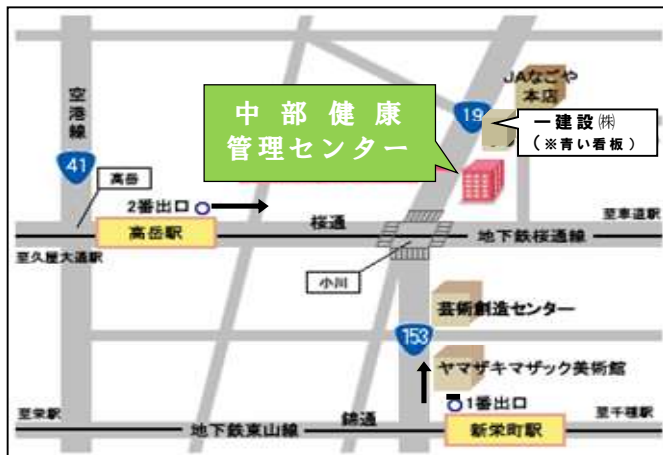 JAなごや
本店
空港線
中部健康
管理センター
19
一建設㈱
(※青い看板)
41
高岳
2番出口
高岳駅
桜通
至車道駅
地下鉄桜通線
至久屋大通駅
小川
芸術創造センター
153
ヤマザキマザック美術館
1番出口
至栄駅
地下鉄東山線
錦通
新栄町駅
至千種駅